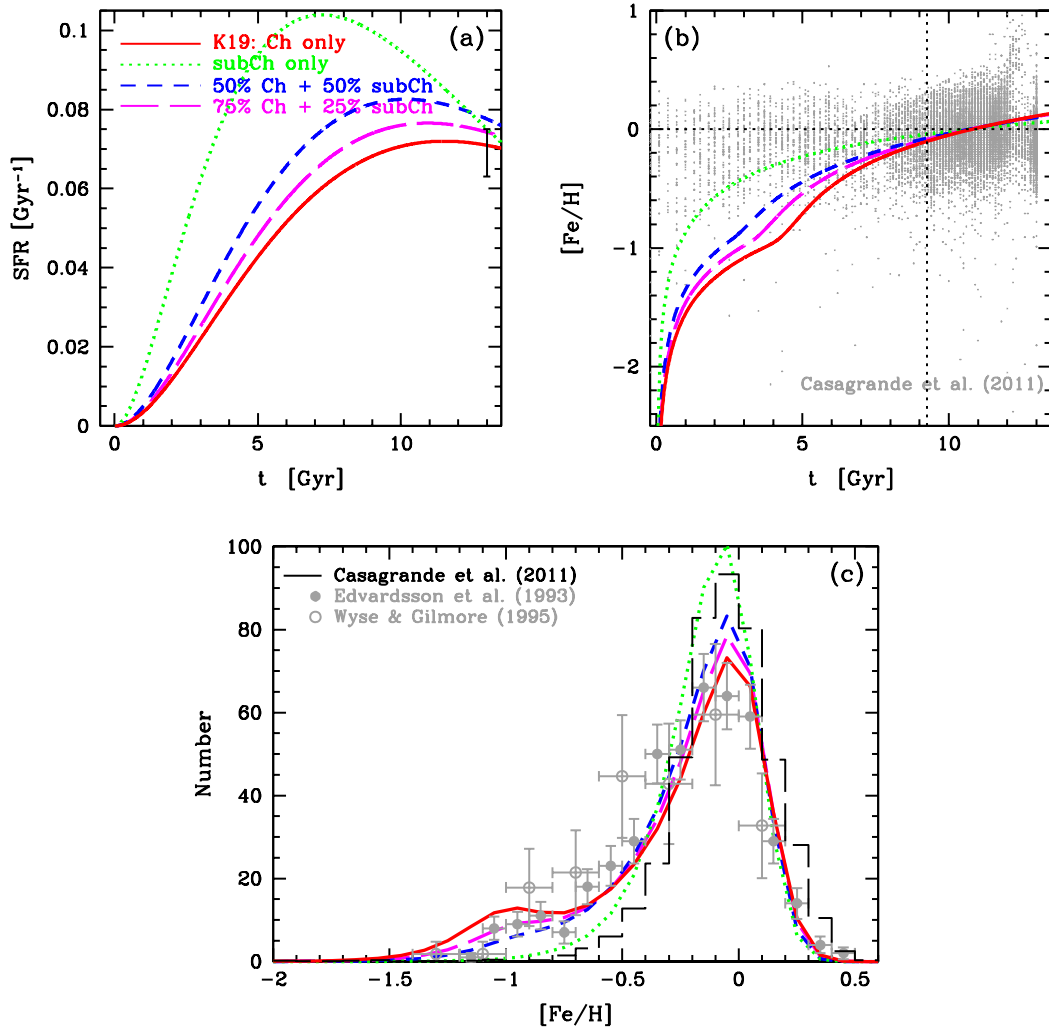 0.1
0.08
0.06
0.04
0.02
0
SFR [Gyr⁻¹]
(a)
K19: Ch only
subCh only
50% Ch + 50% subCh
75% Ch + 25% subCh
0
5
10
t [Gyr]
1
0
−1
−2
[Fe/H]
(b)
Casagrande et al. (2011)
0
5
10
t [Gyr]
100
80
60
40
20
0
Number
(c)
Casagrande et al. (2011)
Edvardsson et al. (1993)
Wyse & Gilmore (1995)
−2
−1.5
−1
−0.5
0
0.5
[Fe/H]